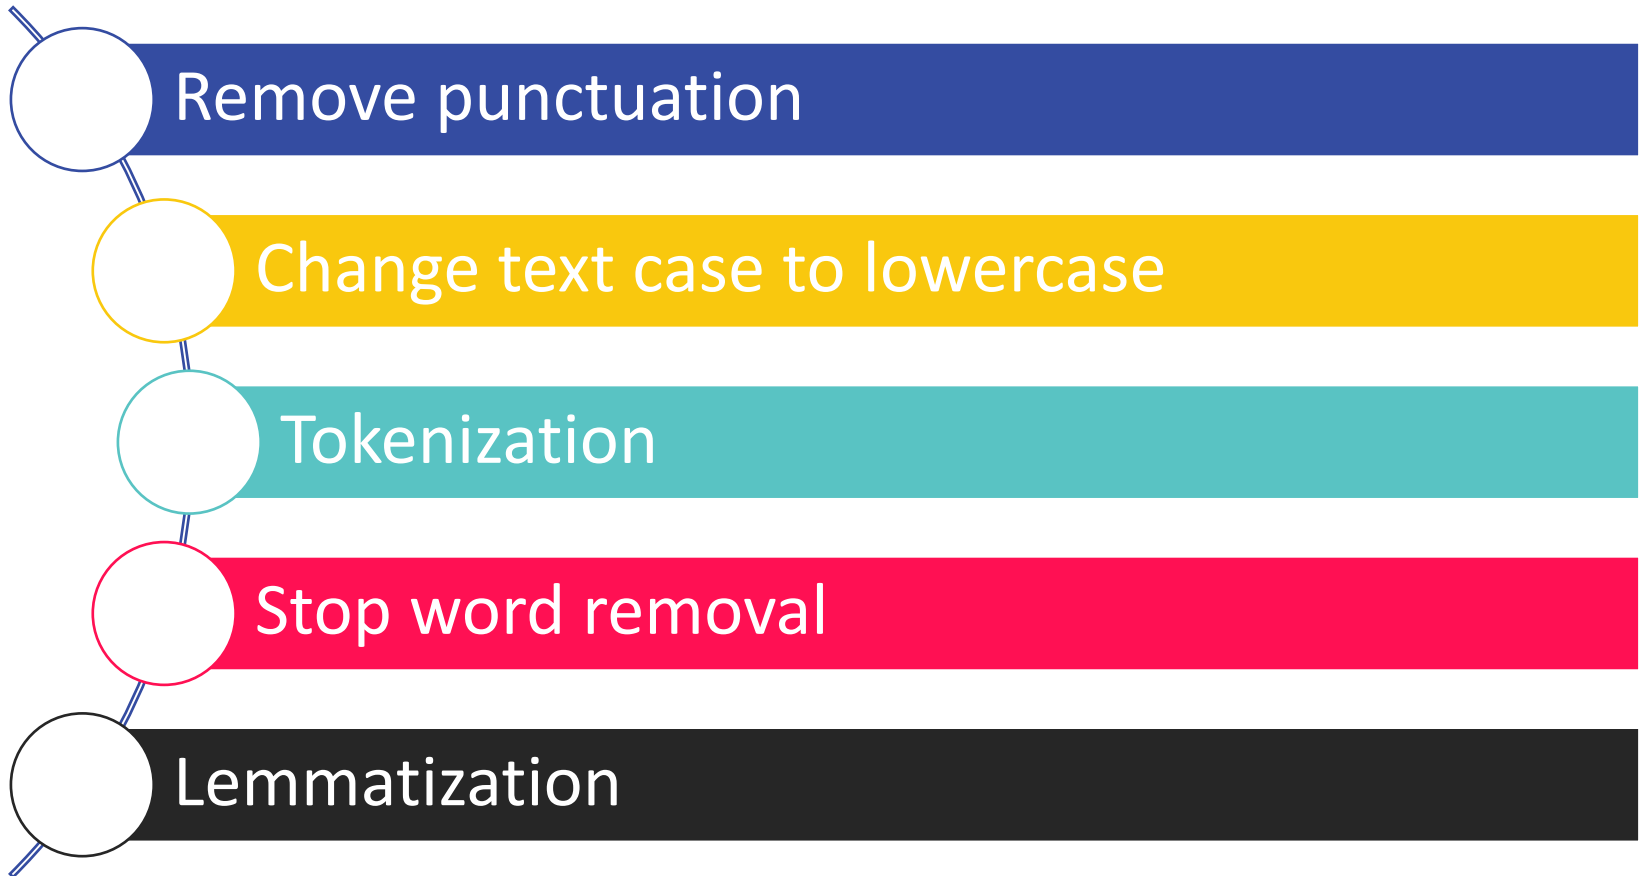 Remove punctuation
Change text case to lowercase
Tokenization
Stop word removal
Lemmatization